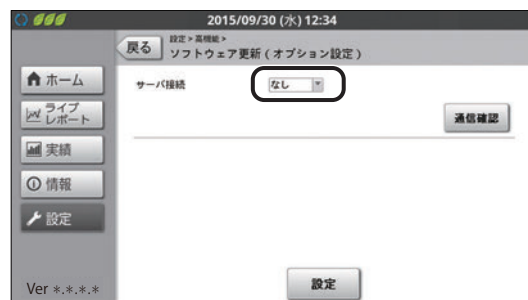 2015/09/30 (水) 12:34
戻る
設定 > 高機能 >
ソフトウェア更新 ( オプション設定 )
ホーム
ライブ
レポート
実績
情報
設定
Ver *.*.*.*
サーバ接続
なし
通信確認
設定